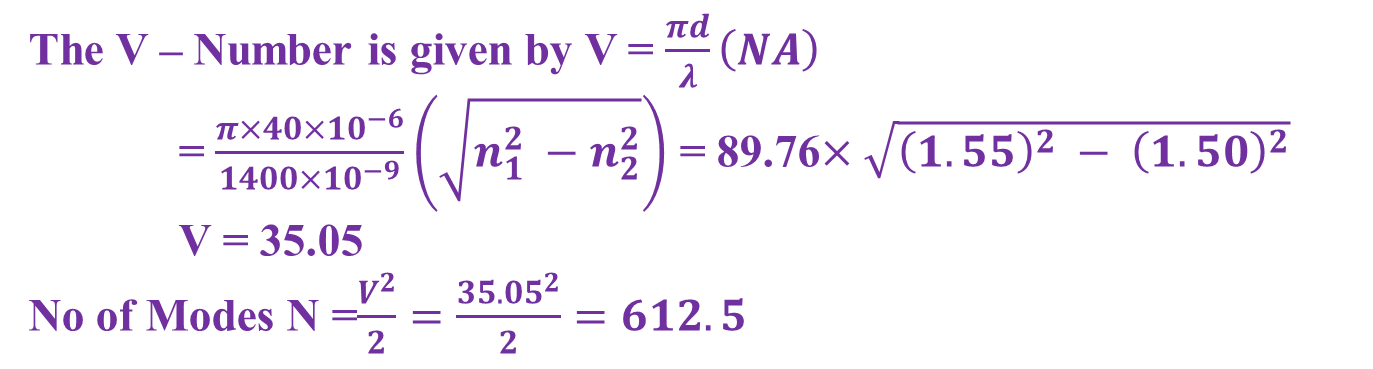 The V – Number is given by V = πd/λ (NA)
= π×40×10⁻⁶/1400×10⁻⁹ (√n₁² − n₂²) = 89.76× √(1.55)² − (1.50)²
V = 35.05
No of Modes N = V²/2 = 35.05²/2 = 612.5